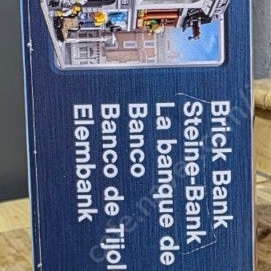 Brick Bank
Steine-Bank
La banque de
Banco
Banco de Tijol
Elembank